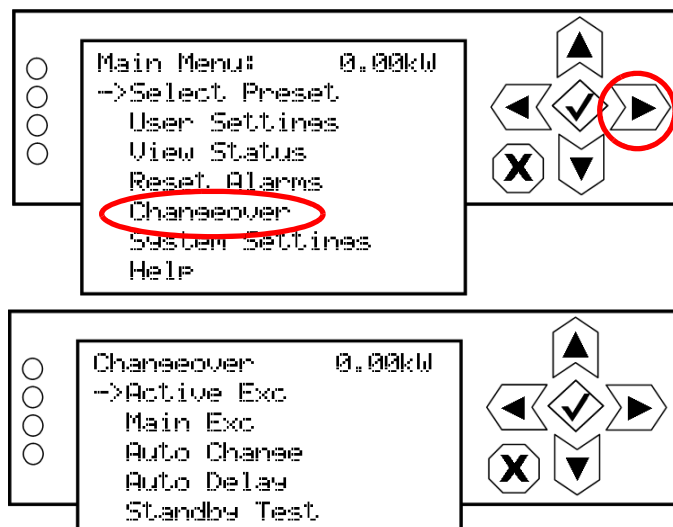 Main Menu: 0.00kW
->Select Preset
User Settings
View Status
Reset Alarms
Changeover
System Settings
Help
X
Changeover 0.00kW
->Active Exc
Main Exc
Auto Change
Auto Delay
Standby Test
X